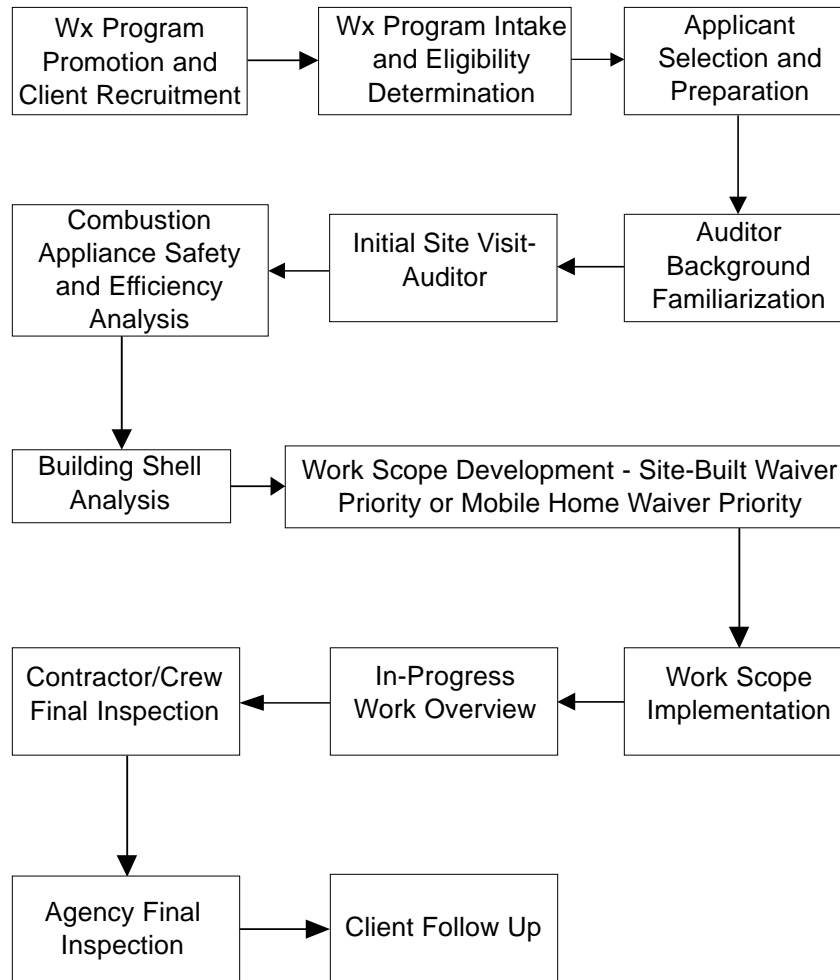 Wx Program
Promotion and
Client Recruitment
Wx Program Intake
and Eligibility
Determination
Applicant
Selection and
Preparation
Auditor
Background
Familiarization
Initial Site Visit-
Auditor
Combustion
Appliance Safety
and Efficiency
Analysis
Building Shell
Analysis
Work Scope Development - Site-Built Waiver
Priority or Mobile Home Waiver Priority
Work Scope
Implementation
In-Progress
Work Overview
Contractor/Crew
Final Inspection
Agency Final
Inspection
Client Follow Up